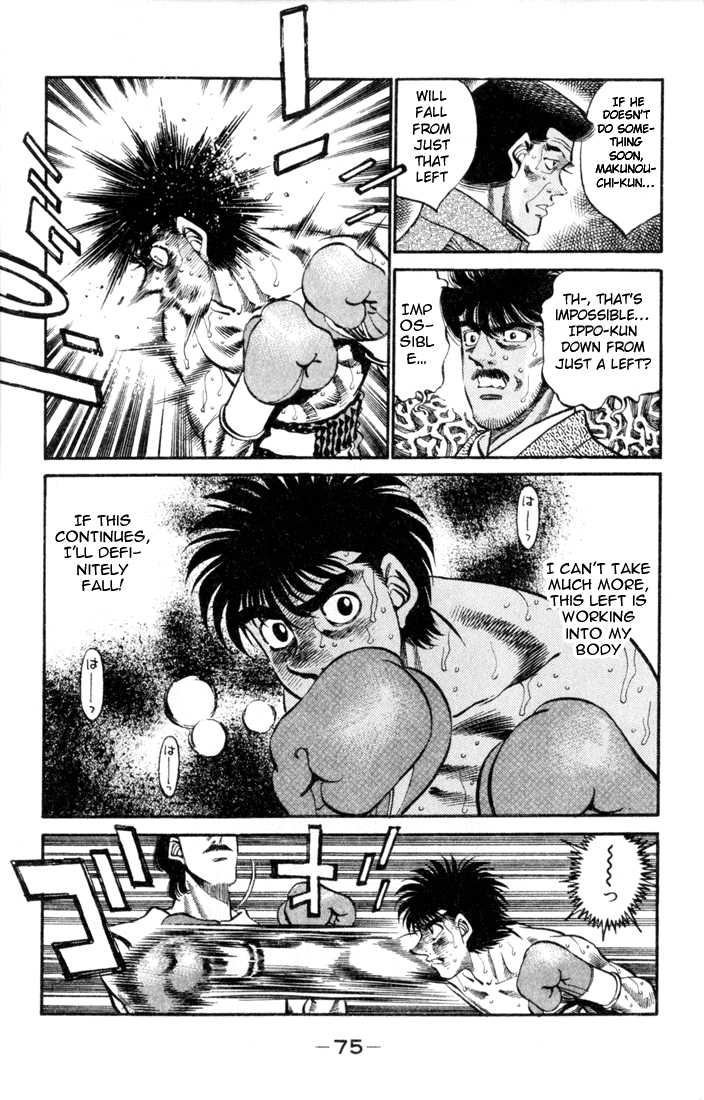 IF HE
DOESN'T
DO SOME-
THING
SOON,
MAKUNOU-
CHI-KUN...
WILL
FALL
FROM
JUST
THAT
LEFT
TH-, THAT'S
IMPOSSIBLE...
IPPO-KUN
DOWN FROM
JUST A LEFT?
IMP
OS-
SIBL
E...
はーっ
I CAN'T TAKE
MUCH MORE,
THIS LEFT IS
WORKING
INTO MY
BODY
IF THIS
CONTINUES,
I'LL DEFI-
NITELY
FALL!
はーっ
はーっ
〜っ
－75－